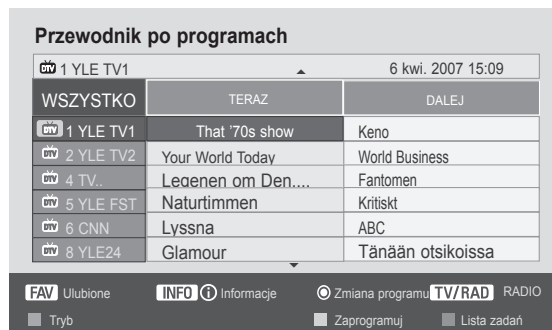 Przewodnik po programach
DTV 1 YLE TV1 6 kwi. 2007 15:09
WSZYSTKO TERAZ DALEJ
DTV 1 YLE TV1 That '70s show Keno
DTV 2 YLE TV2 Your World Today World Business
DTV 4 TV.. Legenen om Den.... Fantomen
DTV 5 YLE FST Naturtimmen Kritiskt
DTV 6 CNN Lyssna ABC
DTV 8 YLE24 Glamour Tänään otsikoissa
FAV Ulubione INFO i Informacje Zmiana programu TV/RAD RADIO
Tryb Zaprogramuj Lista zadań